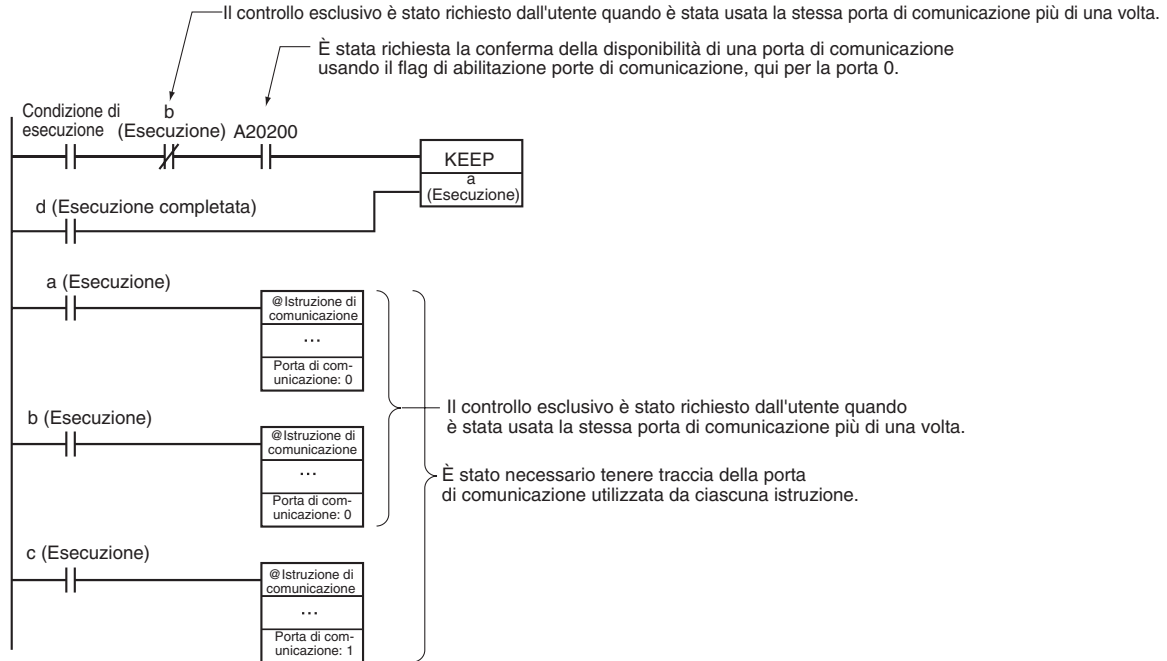 Il controllo esclusivo è stato richiesto dall'utente quando è stata usata la stessa porta di comunicazione più di una volta.
È stata richiesta la conferma della disponibilità di una porta di comunicazione
usando il flag di abilitazione porte di comunicazione, qui per la porta 0.
Condizione di
esecuzione
b
(Esecuzione)
A20200
KEEP
a
(Esecuzione)
d (Esecuzione completata)
a (Esecuzione)
@Istruzione di
comunicazione
...
Porta di com-
unicazione: 0
b (Esecuzione)
@Istruzione di
comunicazione
...
Porta di com-
unicazione: 0
Il controllo esclusivo è stato richiesto dall'utente quando
è stata usata la stessa porta di comunicazione più di una volta.
È stato necessario tenere traccia della porta
di comunicazione utilizzata da ciascuna istruzione.
c (Esecuzione)
@Istruzione di
comunicazione
...
Porta di com-
unicazione: 1